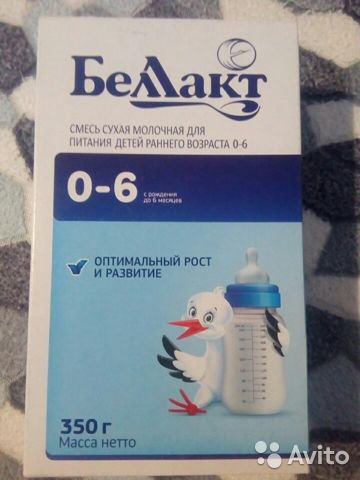 Беллакт
СМЕСЬ СУХАЯ МОЛОЧНАЯ ДЛЯ
ПИТАНИЯ ДЕТЕЙ РАННЕГО ВОЗРАСТА 0-6
0-6
с рождения
до 6 месяцев
ОПТИМАЛЬНЫЙ РОСТ
И РАЗВИТИЕ
350 г
Масса нетто
Avito